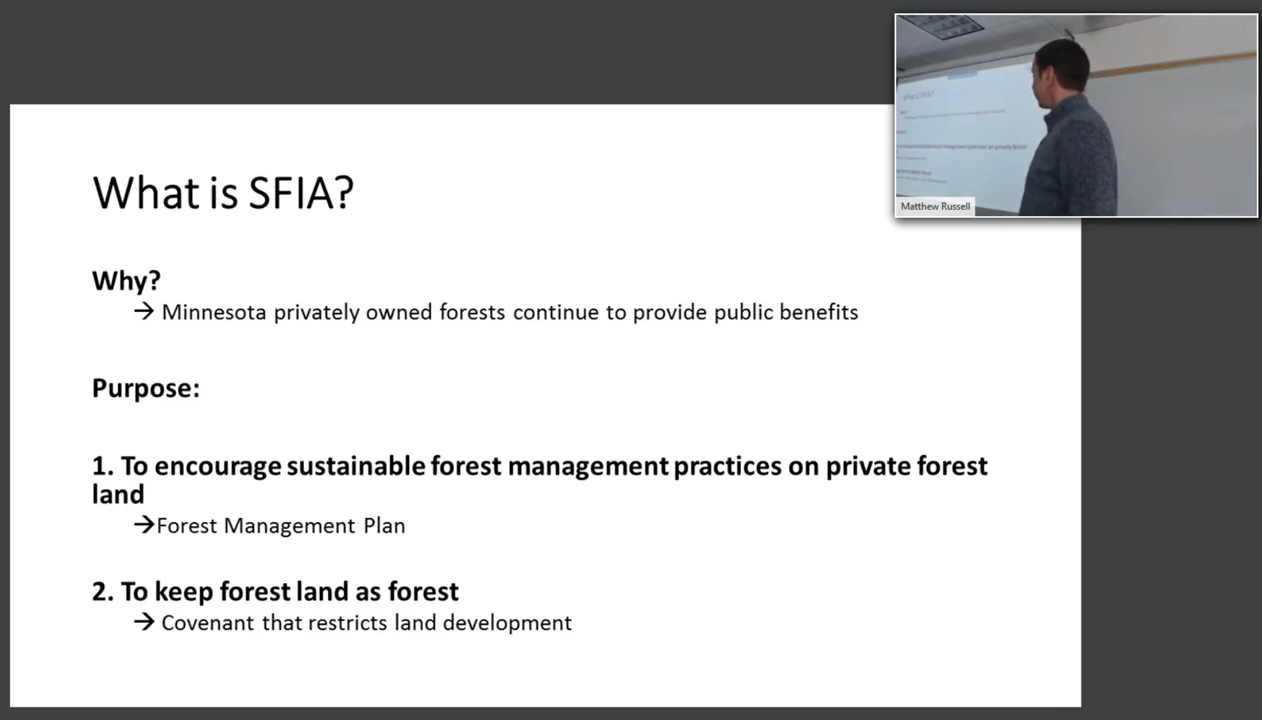 What is SFIA?
Why?
→ Minnesota privately owned forests continue to provide public benefits
Purpose:
1. To encourage sustainable forest management practices on private forest
land
→Forest Management Plan
2. To keep forest land as forest
→ Covenant that restricts land development
Matthew Russell